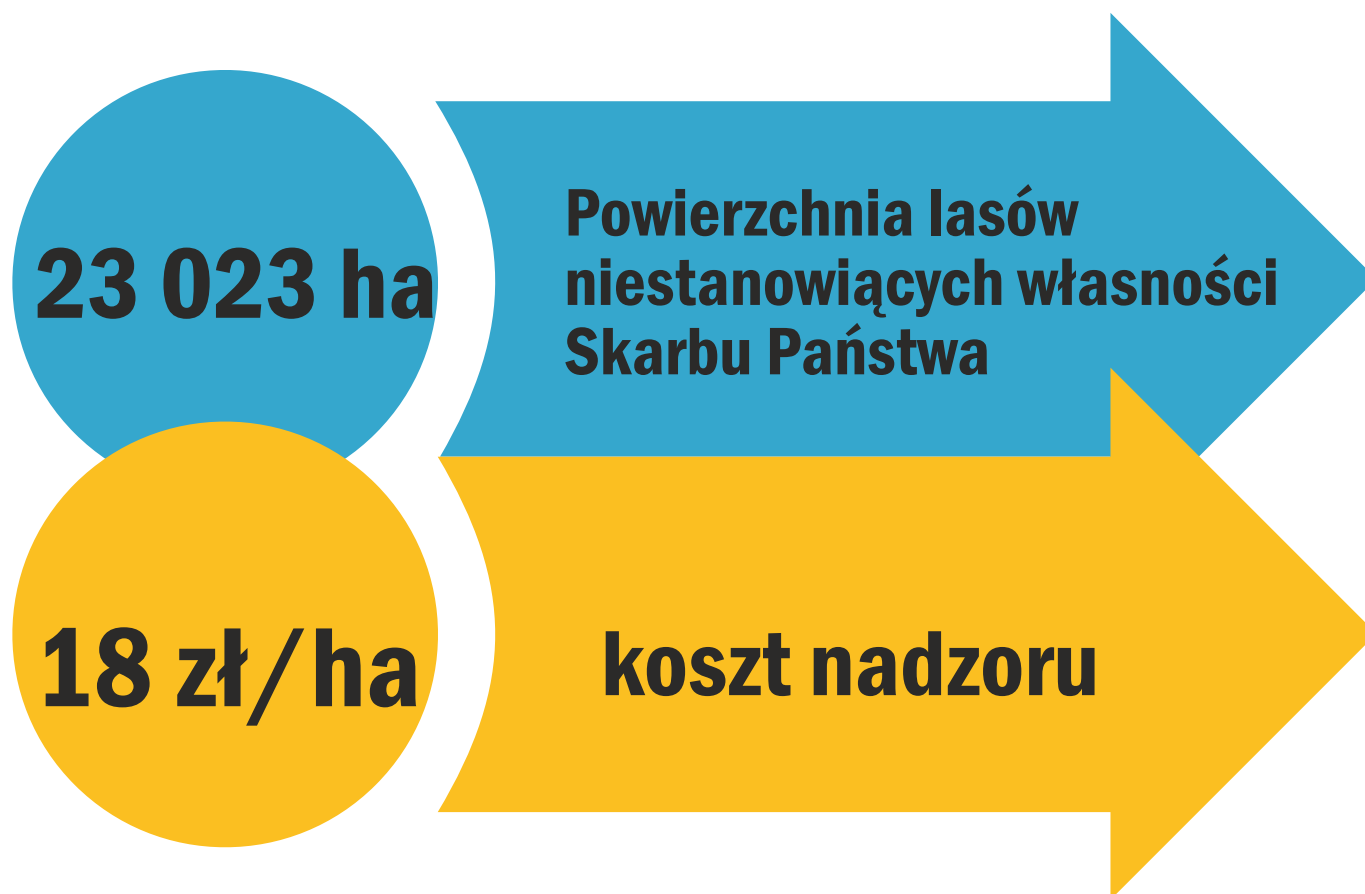 23 023 ha
Powierzchnia lasów
niestanowiących własności
Skarbu Państwa
18 zł/ha
koszt nadzoru